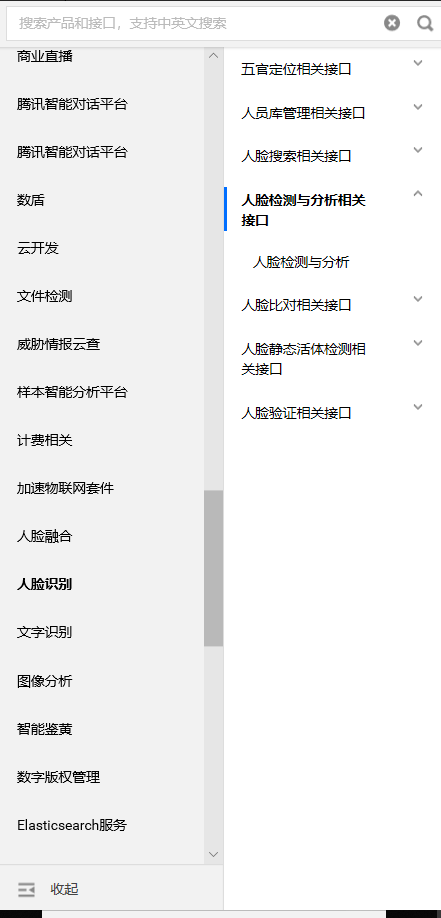 搜索产品和接口，支持中英文搜索
商业直播
腾讯智能对话平台
腾讯智能对话平台
数盾
云开发
文件检测
威胁情报云查
样本智能分析平台
计费相关
加速物联网套件
人脸融合
人脸识别
文字识别
图像分析
智能鉴黄
数字版权管理
Elasticsearch服务
收起
五官定位相关接口
人员库管理相关接口
人脸搜索相关接口
人脸检测与分析相关
接口
人脸检测与分析
人脸比对相关接口
人脸静态活体检测相
关接口
人脸验证相关接口